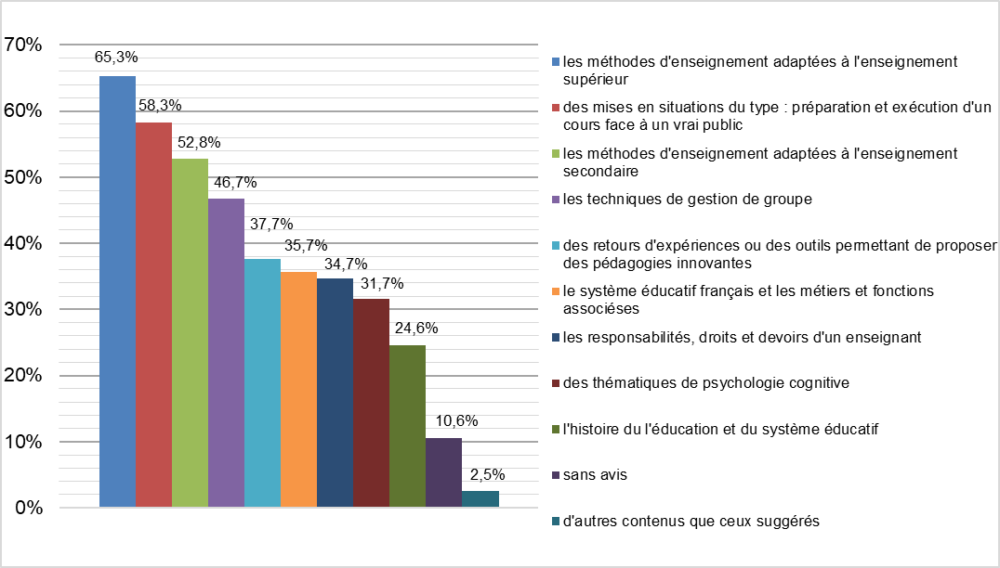 70%
60%
50%
40%
30%
20%
10%
0%
65,3%
58,3%
52,8%
46,7%
37,7%
35,7%
34,7%
31,7%
24,6%
10,6%
2,5%
les méthodes d'enseignement adaptées à l'enseignement
supérieur
des mises en situations du type : préparation et exécution d'un
cours face à un vrai public
les méthodes d'enseignement adaptées à l'enseignement
secondaire
les techniques de gestion de groupe
des retours d'expériences ou des outils permettant de proposer
des pédagogies innovantes
le système éducatif français et les métiers et fonctions
associéses
les responsabilités, droits et devoirs d'un enseignant
des thématiques de psychologie cognitive
l'histoire du l'éducation et du système éducatif
sans avis
d'autres contenus que ceux suggérés